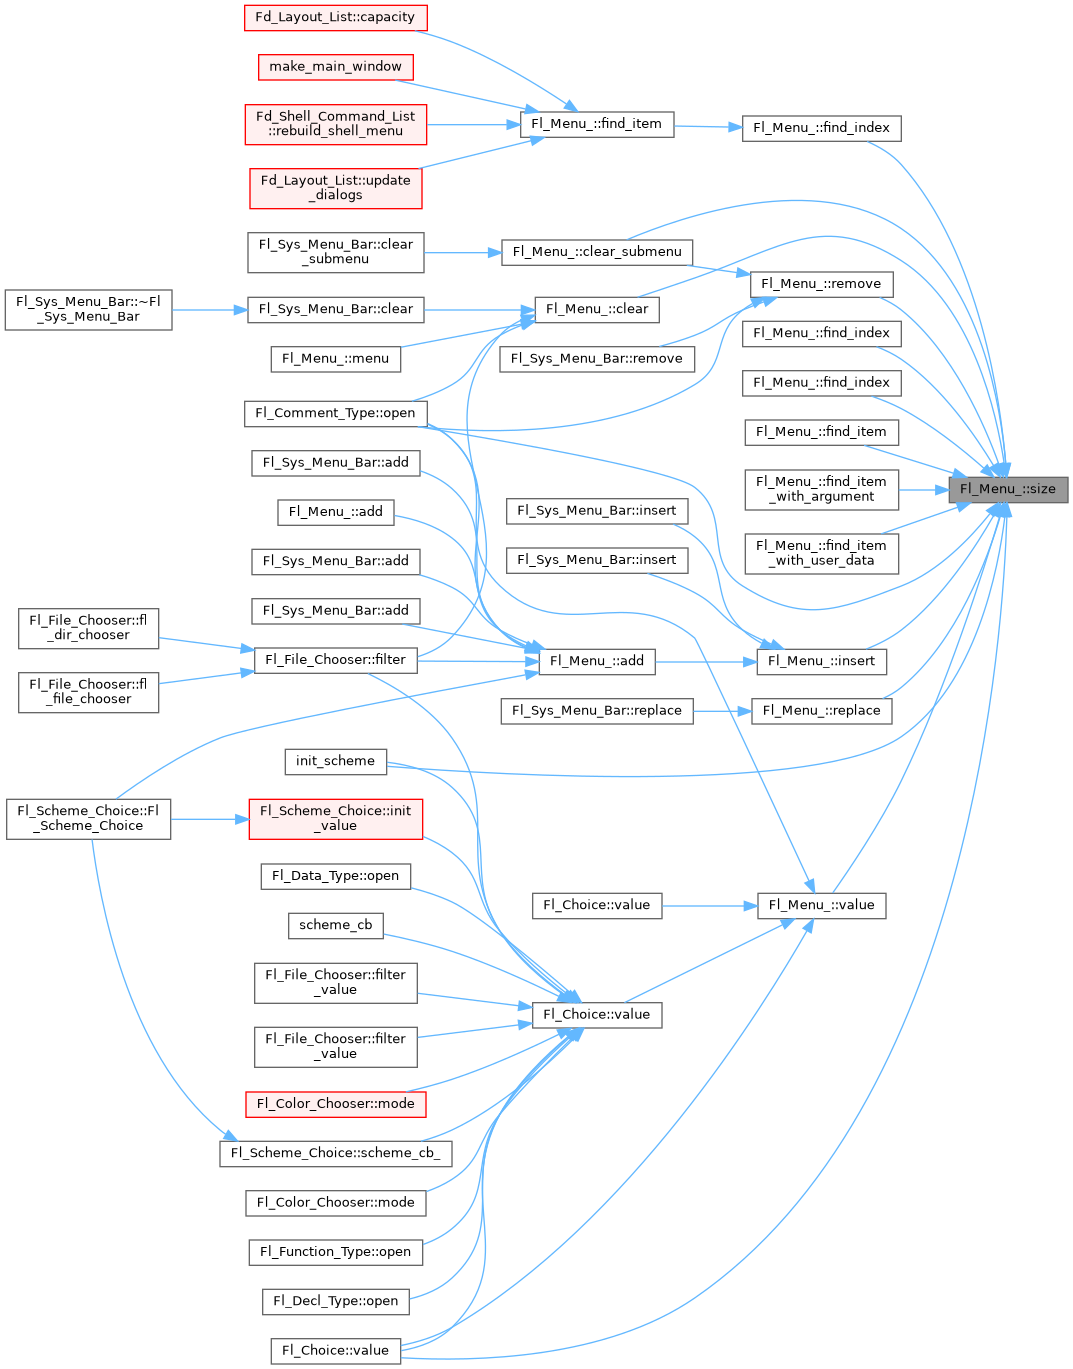 Fd_Layout_List::capacity
make_main_window
Fd_Shell_Command_List
::rebuild_shell_menu
Fl_Menu_::find_item
Fl_Menu_::find_index
Fd_Layout_List::update
_dialogs
Fl_Sys_Menu_Bar::clear
_submenu
Fl_Menu_::clear_submenu
Fl_Menu_::remove
Fl_Sys_Menu_Bar::~Fl
_Sys_Menu_Bar
Fl_Sys_Menu_Bar::clear
Fl_Menu_::clear
Fl_Menu_::find_index
Fl_Menu_::menu
Fl_Sys_Menu_Bar::remove
Fl_Menu_::find_index
Fl_Comment_Type::open
Fl_Menu_::find_item
Fl_Sys_Menu_Bar::add
Fl_Menu_::find_item
_with_argument
Fl_Menu_::size
Fl_Menu_::add
Fl_Sys_Menu_Bar::insert
Fl_Menu_::find_item
_with_user_data
Fl_Sys_Menu_Bar::add
Fl_Sys_Menu_Bar::insert
Fl_Sys_Menu_Bar::add
Fl_File_Chooser::fl
_dir_chooser
Fl_File_Chooser::filter
Fl_Menu_::add
Fl_Menu_::insert
Fl_File_Chooser::fl
_file_chooser
Fl_Sys_Menu_Bar::replace
Fl_Menu_::replace
init_scheme
Fl_Scheme_Choice::Fl
_Scheme_Choice
Fl_Scheme_Choice::init
_value
Fl_Data_Type::open
Fl_Choice::value
Fl_Menu_::value
scheme_cb
Fl_File_Chooser::filter
_value
Fl_Choice::value
Fl_File_Chooser::filter
_value
Fl_Color_Chooser::mode
Fl_Scheme_Choice::scheme_cb_
Fl_Color_Chooser::mode
Fl_Function_Type::open
Fl_Decl_Type::open
Fl_Choice::value